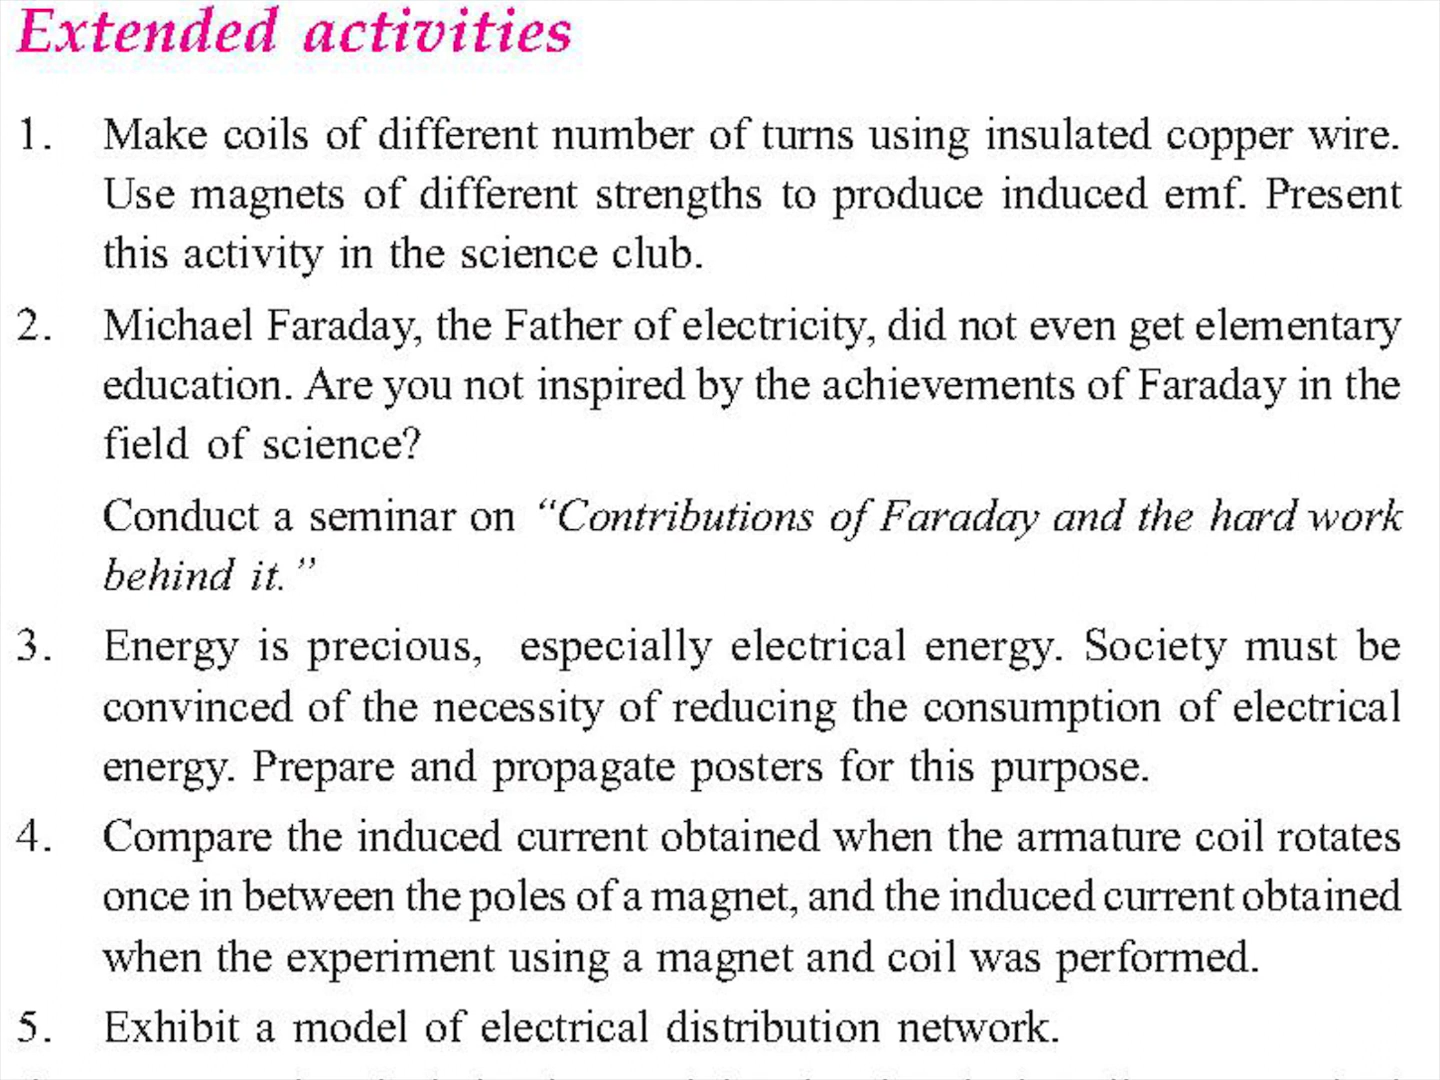 Extended activities
1. Make coils of different number of turns using insulated copper wire.
Use magnets of different strengths to produce induced emf. Present
this activity in the science club.
2. Michael Faraday, the Father of electricity, did not even get elementary
education. Are you not inspired by the achievements of Faraday in the
field of science?
Conduct a seminar on “Contributions of Faraday and the hard work
behind it.”
3. Energy is precious, especially electrical energy. Society must be
convinced of the necessity of reducing the consumption of electrical
energy. Prepare and propagate posters for this purpose.
4. Compare the induced current obtained when the armature coil rotates
once in between the poles of a magnet, and the induced current obtained
when the experiment using a magnet and coil was performed.
5. Exhibit a model of electrical distribution network.